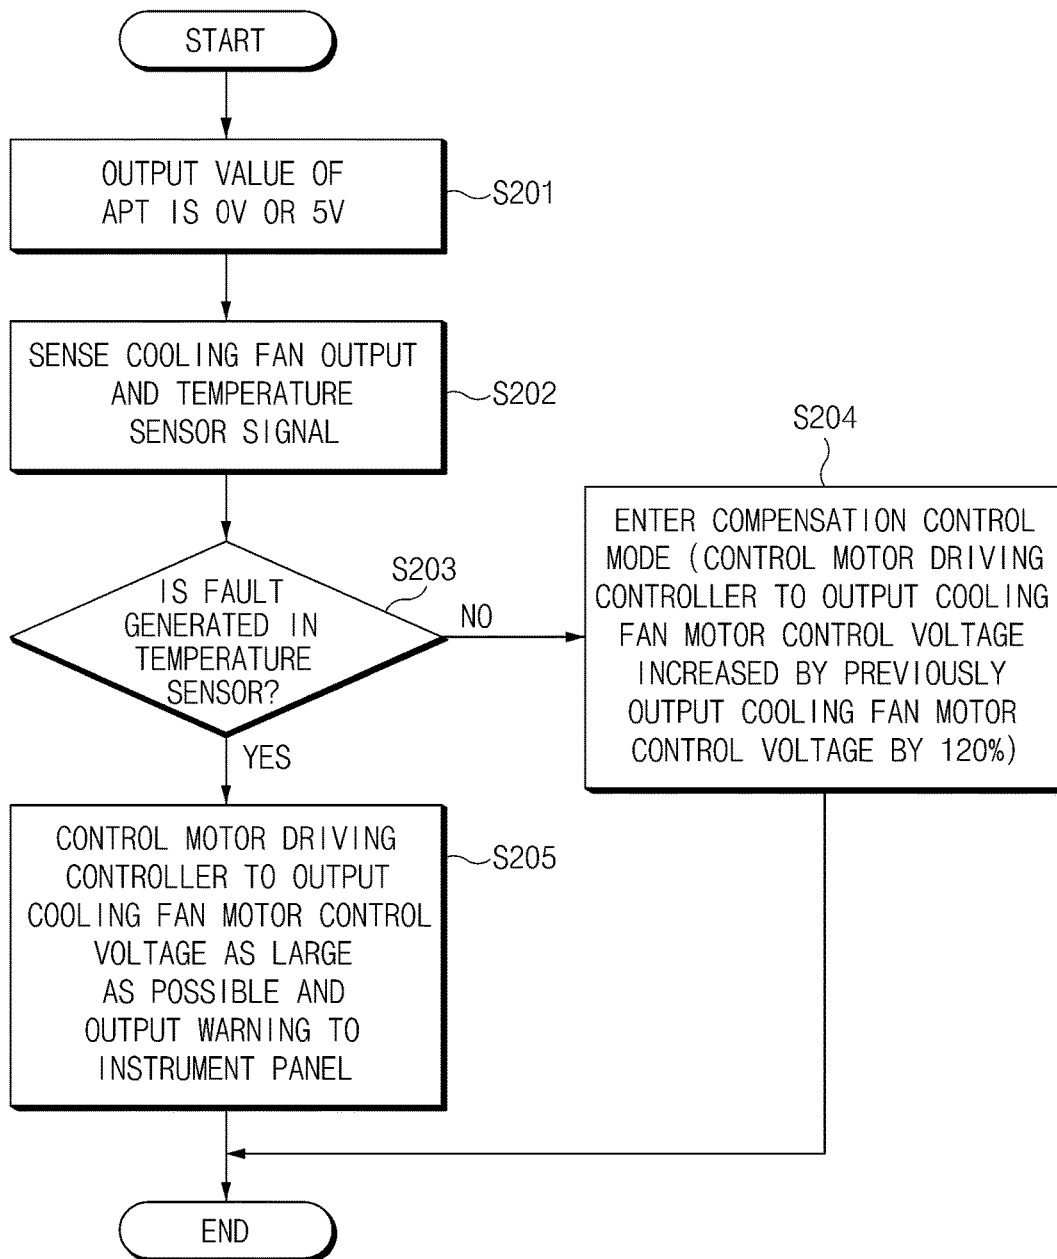 START
OUTPUT VALUE OF
APT IS 0V OR 5V
S201
SENSE COOLING FAN OUTPUT
AND TEMPERATURE
SENSOR SIGNAL
S202
IS FAULT
GENERATED IN
TEMPERATURE
SENSOR?
S203
NO
YES
S204
ENTER COMPENSATION CONTROL
MODE (CONTROL MOTOR DRIVING
CONTROLLER TO OUTPUT COOLING
FAN MOTOR CONTROL VOLTAGE
INCREASED BY PREVIOUSLY
OUTPUT COOLING FAN MOTOR
CONTROL VOLTAGE BY 120%)
CONTROL MOTOR DRIVING
CONTROLLER TO OUTPUT
COOLING FAN MOTOR CONTROL
VOLTAGE AS LARGE
AS POSSIBLE AND
OUTPUT WARNING TO
INSTRUMENT PANEL
S205
END